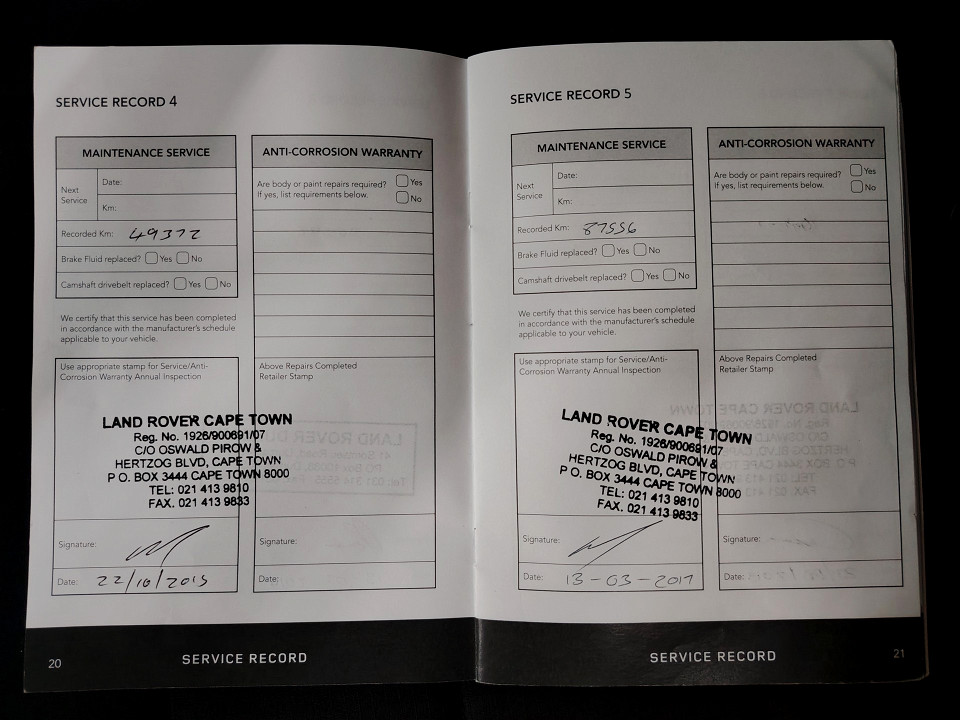 SERVICE RECORD 4
MAINTENANCE SERVICE
Next
Service
Date:
Km:
Recorded Km: 49372
Brake Fluid replaced? Yes No
Camshaft drivebelt replaced? Yes No
We certify that this service has been completed
in accordance with the manufacturer's schedule
applicable to your vehicle.
Use appropriate stamp for Service/Anti-
Corrosion Warranty Annual Inspection
LAND ROVER CAPE TOWN
Reg. No. 1926/900691/07
C/O OSWALD PIROW &
HERTZOG BLVD, CAPE TOWN
P O. BOX 3444 CAPE TOWN 8000
TEL: 021 413 9810
FAX. 021 413 9833
Signature:
Date: 22/10/2015
ANTI-CORROSION WARRANTY
Are body or paint repairs required? Yes
If yes, list requirements below. No
Above Repairs Completed
Retailer Stamp
Signature:
Date:
20
SERVICE RECORD
SERVICE RECORD 5
MAINTENANCE SERVICE
Next
Service
Date:
Km:
Recorded Km: 87556
Brake Fluid replaced? Yes No
Camshaft drivebelt replaced? Yes No
We certify that this service has been completed
in accordance with the manufacturer's schedule
applicable to your vehicle.
Use appropriate stamp for Service/Anti-
Corrosion Warranty Annual Inspection
LAND ROVER CAPE TOWN
Reg. No. 1926/900691/07
C/O OSWALD PIROW &
HERTZOG BLVD, CAPE TOWN
P O. BOX 3444 CAPE TOWN 8000
TEL: 021 413 9810
FAX. 021 413 9833
Signature:
Date: 13-03-2017
ANTI-CORROSION WARRANTY
Are body or paint repairs required? Yes
If yes, list requirements below. No
Above Repairs Completed
Retailer Stamp
Signature:
Date:
SERVICE RECORD
21